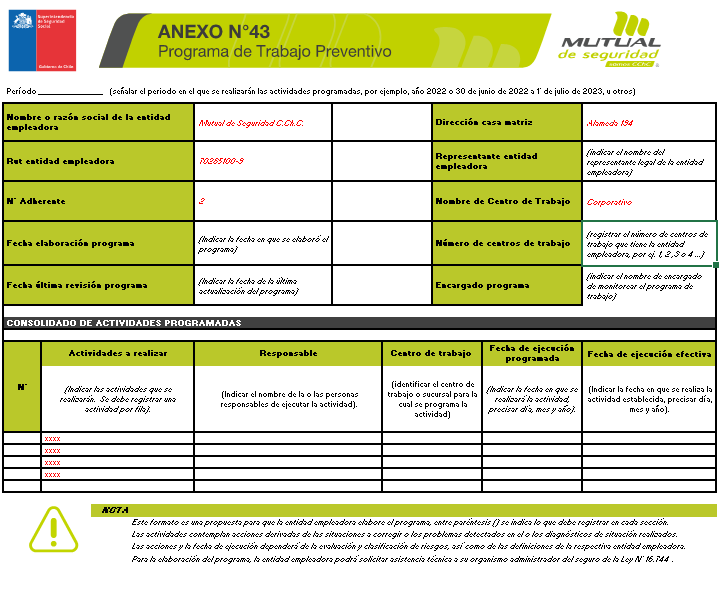 Superintendencia
de Seguridad
Social
Gobierno de Chile
ANEXO N°43
Programa de Trabajo Preventivo
MUTUAL
de seguridad
somos CChC
Período _______________ (señalar el periodo en el que se realizarán las actividades programadas, por ejemplo, año 2022 o 30 de junio de 2022 a 1° julio de 2023, u otros)
Nombre o razón social de la entidad
empleadora
Mutual de Seguridad C.Ch.C.
Dirección casa matriz
Alameda 194
Rut entidad empleadora
70285100-9
Representante entidad
empleadora
(Indicar el nombre del
representante legal de la entidad
empleadora)
N° Adherente
2
Nombre de Centro de Trabajo
Corporativo
Fecha elaboración programa
(Indicar la fecha en que se elaboró el
programa)
Número de centros de trabajo
(registrar el número de centros de
trabajo que tiene la entidad
empleadora, por ej. 1, 2 ,3 o 4 ...)
Fecha última revisión programa
(Indicar la fecha de la última
actualización del programa)
Encargado programa
(Indicar el nombre de encargado
de monitorear el programa de
trabajo)
CONSOLIDADO DE ACTIVIDADES PROGRAMADAS
N°
Actividades a realizar
Responsable
Centro de trabajo
Fecha de ejecución
programada
Fecha de ejecución efectiva
(Indicar las actividades que se
realizarán. Se debe registrar una
actividad por fila).
(Indicar el nombre de la o las personas
responsables de ejecutar la actividad).
(identificar el centro de
trabajo o sucursal para la
cual se programa la
actividad)
(Indicar la fecha en que se
realizará la actividad,
precisar día, mes y año).
(Indicar la fecha en que se realiza la
actividad establecida, precisar día,
mes y año).
xxxx
xxxx
xxxx
xxxx
NOTA
Este formato es una propuesta para que la entidad empleadora elabore el programa, entre paréntesis () se indica lo que debe registrar en cada sección.
Las actividades contemplan acciones derivadas de las situaciones a corregir o los problemas detectados en el o los diagnósticos de situación realizados.
Las acciones y la fecha de ejecución dependerá de la evaluación y clasificación de riesgos, así como de las definiciones de la respectiva entidad empleadora.
Para la elaboración del programa, la entidad empleadora podrá solicitar asistencia técnica a su organismo administrador del seguro de la Ley N° 16.744 .